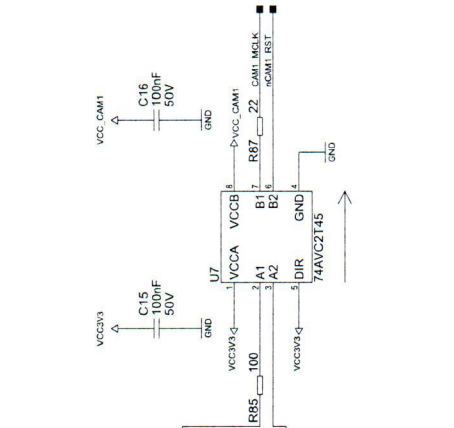 VCC_CAM1
C16
100nF
50V
GND
VCC_CAM1
CAM1_MCLK
nCAM1_RST
22
R87
GND
8
7
6
4
U7
VCCA
VCCB
A1
B1
A2
B2
DIR
GND
74AVC2T45
1
2
3
5
VCC3V3
C15
100nF
50V
GND
VCC3V3
VCC3V3
100
R85